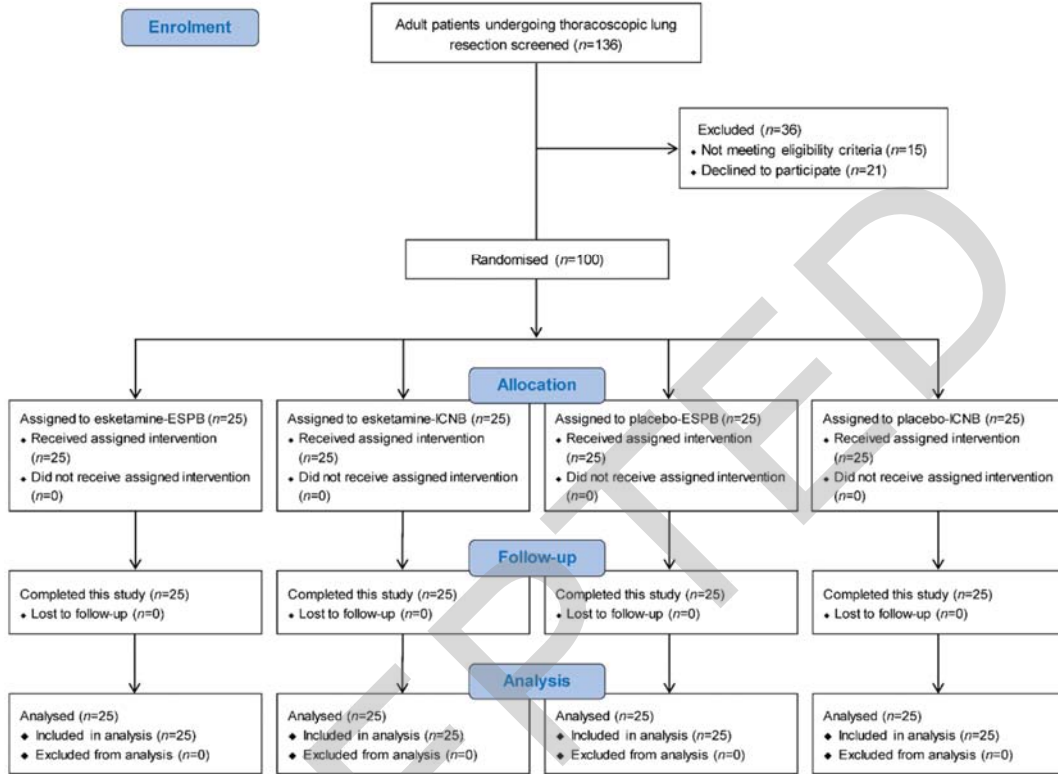 Enrolment
Adult patients undergoing thoracoscopic lung
resection screened (n=136)
Excluded (n=36)
⬥ Not meeting eligibility criteria (n=15)
⬥ Declined to participate (n=21)
Randomised (n=100)
Allocation
Assigned to esketamine-ESPB (n=25)
⬥ Received assigned intervention
(n=25)
⬥ Did not receive assigned intervention
(n=0)
Assigned to esketamine-ICNB (n=25)
⬥ Received assigned intervention
(n=25)
⬥ Did not receive assigned intervention
(n=0)
Assigned to placebo-ESPB (n=25)
⬥ Received assigned intervention
(n=25)
⬥ Did not receive assigned intervention
(n=0)
Assigned to placebo-ICNB (n=25)
⬥ Received assigned intervention
(n=25)
⬥ Did not receive assigned intervention
(n=0)
Follow-up
Completed this study (n=25)
⬥ Lost to follow-up (n=0)
Completed this study (n=25)
⬥ Lost to follow-up (n=0)
Completed this study (n=25)
⬥ Lost to follow-up (n=0)
Completed this study (n=25)
⬥ Lost to follow-up (n=0)
Analysis
Analysed (n=25)
◆ Included in analysis (n=25)
◆ Excluded from analysis (n=0)
Analysed (n=25)
◆ Included in analysis (n=25)
◆ Excluded from analysis (n=0)
Analysed (n=25)
◆ Included in analysis (n=25)
◆ Excluded from analysis (n=0)
Analysed (n=25)
◆ Included in analysis (n=25)
◆ Excluded from analysis (n=0)
EPTED